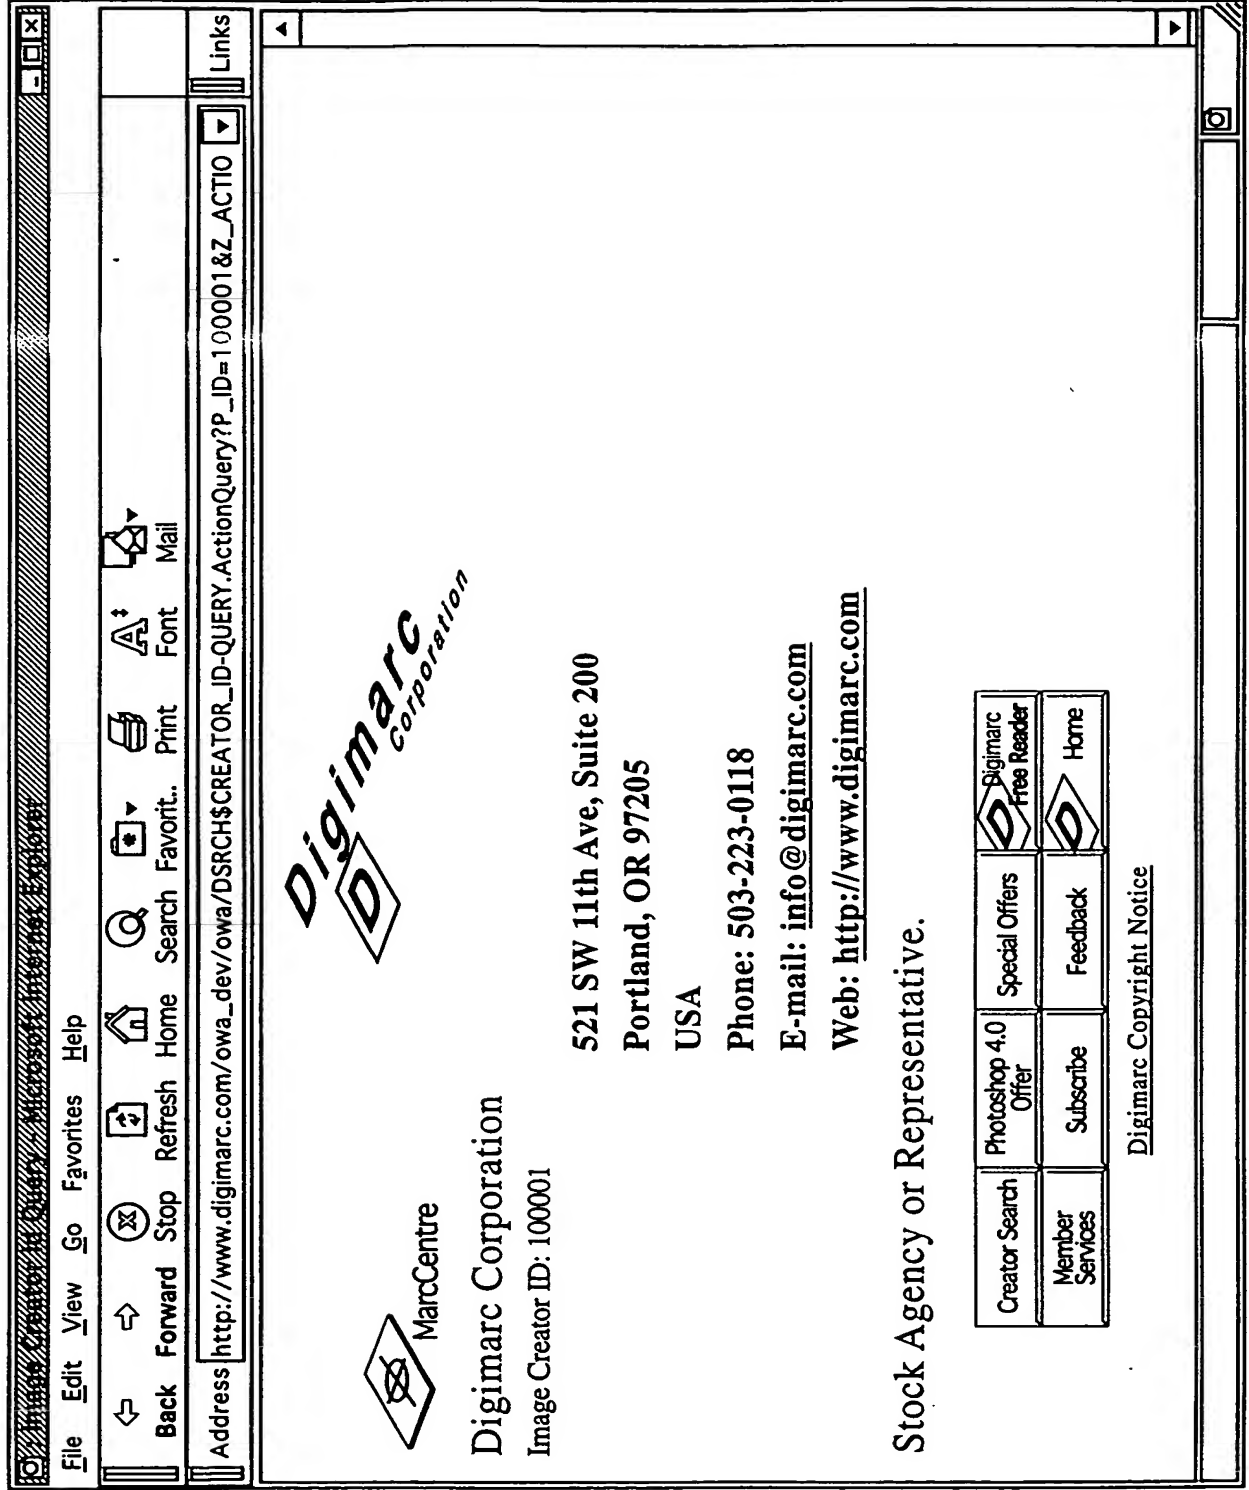 Image Creator Id Query - Microsoft Internet Explorer
File Edit View Go Favorites Help
Back Forward Stop Refresh Home Search Favorit.. Print Font Mail
Address http://www.digimarc.com/owa_dev/owa/DSRCH$CREATOR_ID-QUERY.ActionQuery?P_ID=100001&Z_ACTIO Links
Digimarc
Corporation
D
MarcCentre
Digimarc Corporation
Image Creator ID: 100001
521 SW 11th Ave, Suite 200
Portland, OR 97205
USA
Phone: 503-223-0118
E-mail: info@digimarc.com
Web: http://www.digimarc.com
Stock Agency or Representative.
Creator Search Photoshop 4.0 Offer Special Offers D Digimarc Free Reader
Member Services Subscribe Feedback D Home
Digimarc Copyright Notice